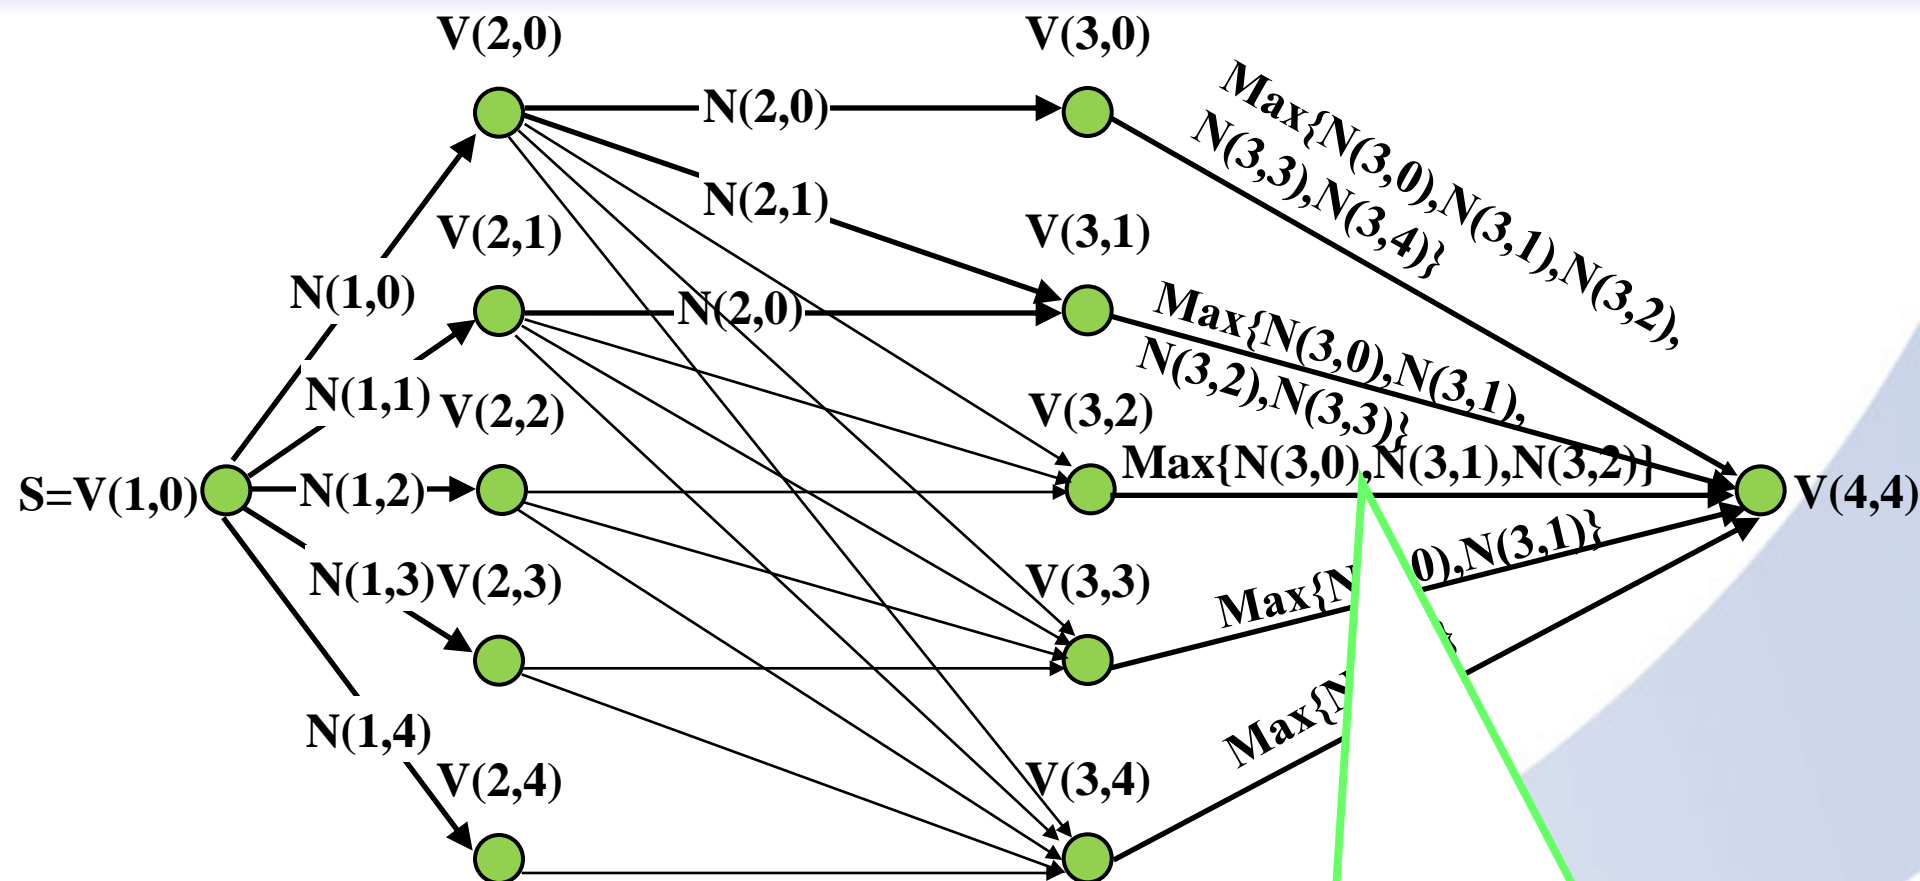 V(2,0)
V(3,0)
Max{N(3,0),N(3,1),N(3,2),
N(3,3),N(3,4)}
N(2,0)
N(2,1)
V(2,1)
V(3,1)
N(1,0)
N(2,0)
Max{N(3,0),N(3,1),
N(3,2),N(3,3)}
N(1,1)
V(2,2)
V(3,2)
Max{N(3,0),N(3,1),N(3,2)}
S=V(1,0)
N(1,2)
V(4,4)
N(1,3)
V(2,3)
V(3,3)
Max{N 0),N(3,1)}
N(1,4)
V(2,4)
V(3,4)
Max{N }